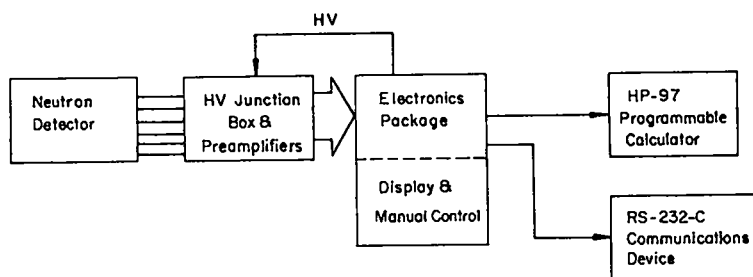 HV
Neutron
Detector
HV Junction
Box &
Preamplifiers
Electronics
Package
Display &
Manual Control
HP-97
Programmable
Calculator
RS-232-C
Communications
Device